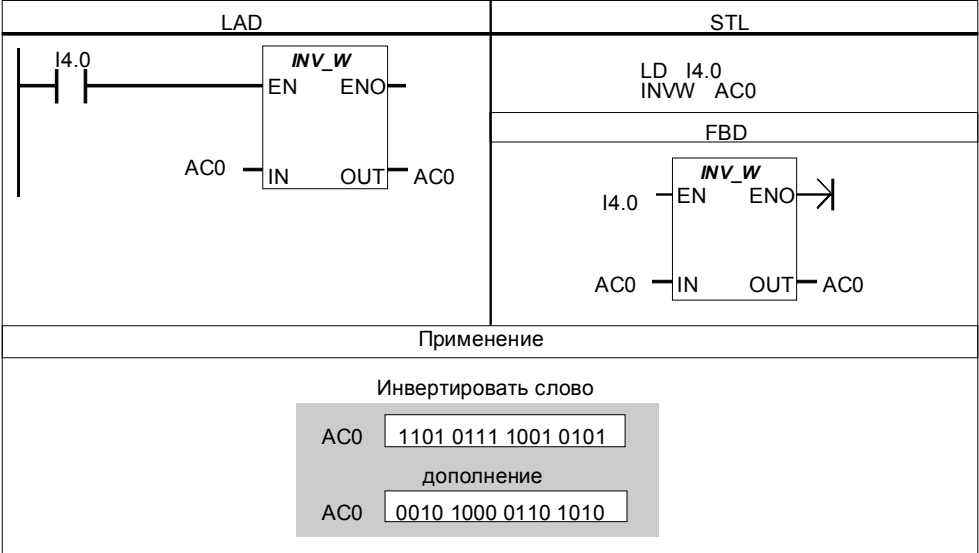 LAD
I4.0
INV_W
EN ENO
AC0 IN OUT AC0
STL
LD I4.0
INVW AC0
FBD
INV_W
I4.0 EN ENO
AC0 IN OUT AC0
Применение
Инвертировать слово
AC0 1101 0111 1001 0101
дополнение
AC0 0010 1000 0110 1010